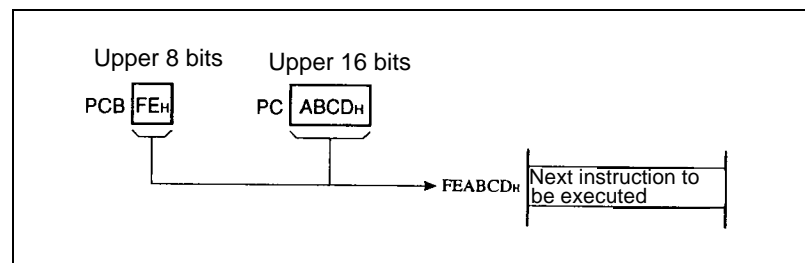 Upper 8 bits
Upper 16 bits
PCB FEH
PC ABCDH
FEABCDH
Next instruction to
be executed